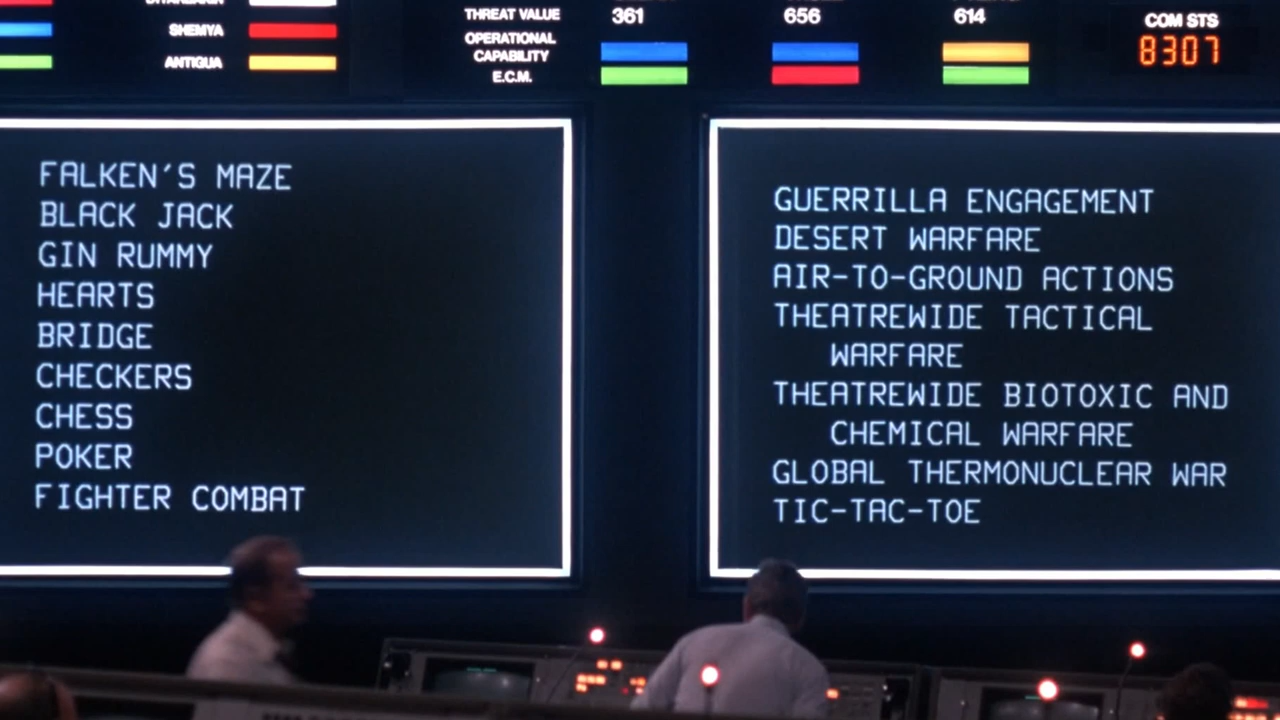 THREAT VALUE 361 656 614
COM STS
SHEMYA
OPERATIONAL
CAPABILITY
8307
ANTIGUA
E.C.M.
FALKEN'S MAZE
BLACK JACK
GIN RUMMY
HEARTS
BRIDGE
CHECKERS
CHESS
POKER
FIGHTER COMBAT
GUERRILLA ENGAGEMENT
DESERT WARFARE
AIR-TO-GROUND ACTIONS
THEATREWIDE TACTICAL
WARFARE
THEATREWIDE BIOTOXIC AND
CHEMICAL WARFARE
GLOBAL THERMONUCLEAR WAR
TIC-TAC-TOE